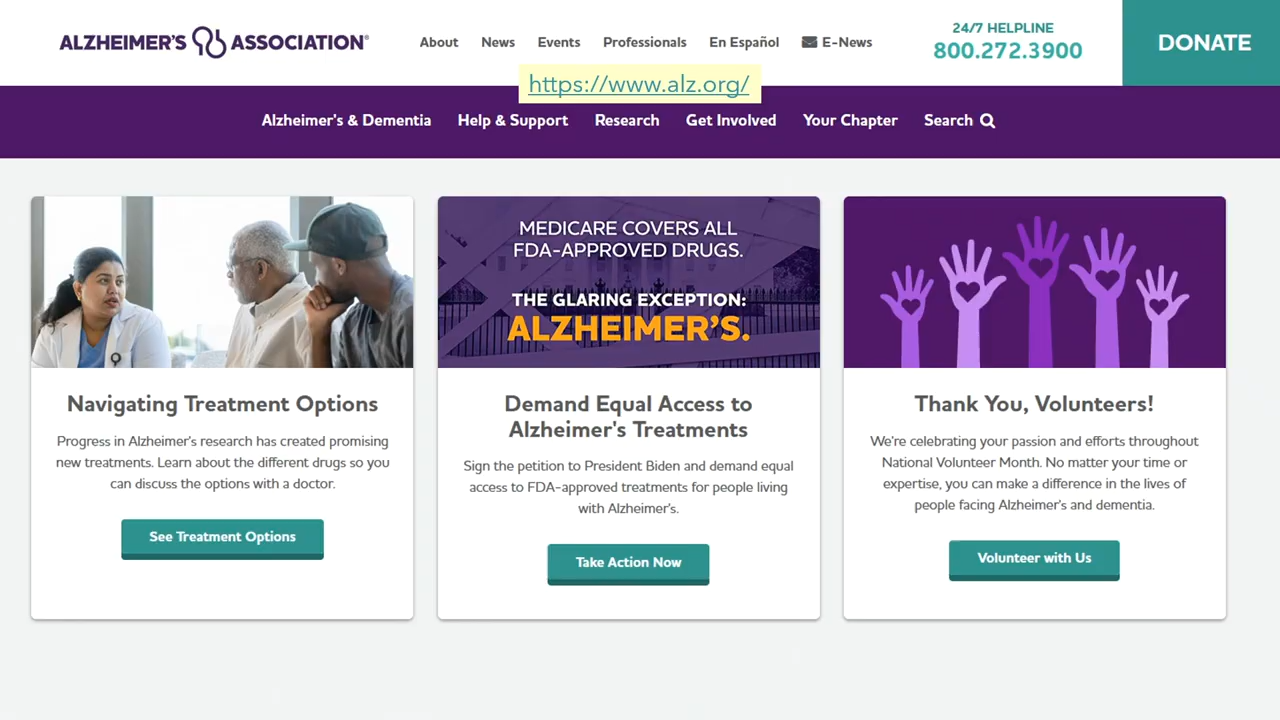 ALZHEIMER'S ASSOCIATION®
About News Events Professionals En Español E-News
24/7 HELPLINE
800.272.3900
DONATE
https://www.alz.org/
Alzheimer's & Dementia Help & Support Research Get Involved Your Chapter Search
Navigating Treatment Options
Progress in Alzheimer's research has created promising
new treatments. Learn about the different drugs so you
can discuss the options with a doctor.
See Treatment Options
MEDICARE COVERS ALL
FDA-APPROVED DRUGS.
THE GLARING EXCEPTION:
ALZHEIMER'S.
Demand Equal Access to
Alzheimer's Treatments
Sign the petition to President Biden and demand equal
access to FDA-approved treatments for people living
with Alzheimer's.
Take Action Now
Thank You, Volunteers!
We're celebrating your passion and efforts throughout
National Volunteer Month. No matter your time or
expertise, you can make a difference in the lives of
people facing Alzheimer's and dementia.
Volunteer with Us